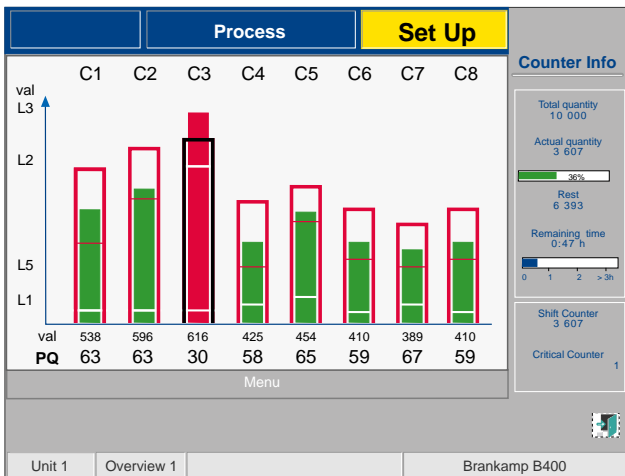 Process
Set Up
Counter Info
C1 C2 C3 C4 C5 C6 C7 C8
val
L3
L2
L5
L1
val 538 596 616 425 454 410 389 410
PQ 63 63 30 58 65 59 67 59
Menu
Total quantity
10 000
Actual quantity
3 607
36%
Rest
6 393
Remaining time
0:47 h
0 1 2 > 3h
Shift Counter
3 607
Critical Counter
1
Unit 1
Overview 1
Brankamp B400